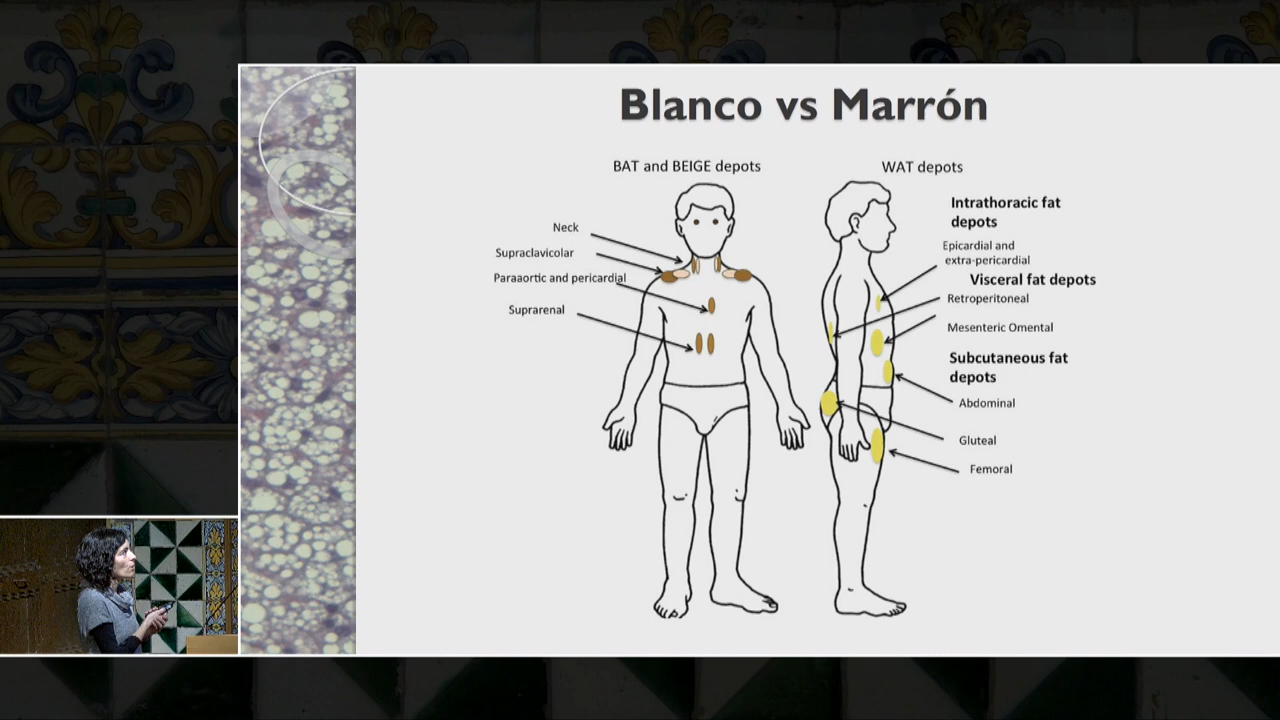 Blanco vs Marrón
BAT and BEIGE depots
Neck
Supraclavicolar
Paraaortic and pericardial
Suprarenal
WAT depots
Intrathoracic fat
depots
Epicardial and
extra-pericardial
Visceral fat depots
Retroperitoneal
Mesenteric Omental
Subcutaneous fat
depots
Abdominal
Gluteal
Femoral